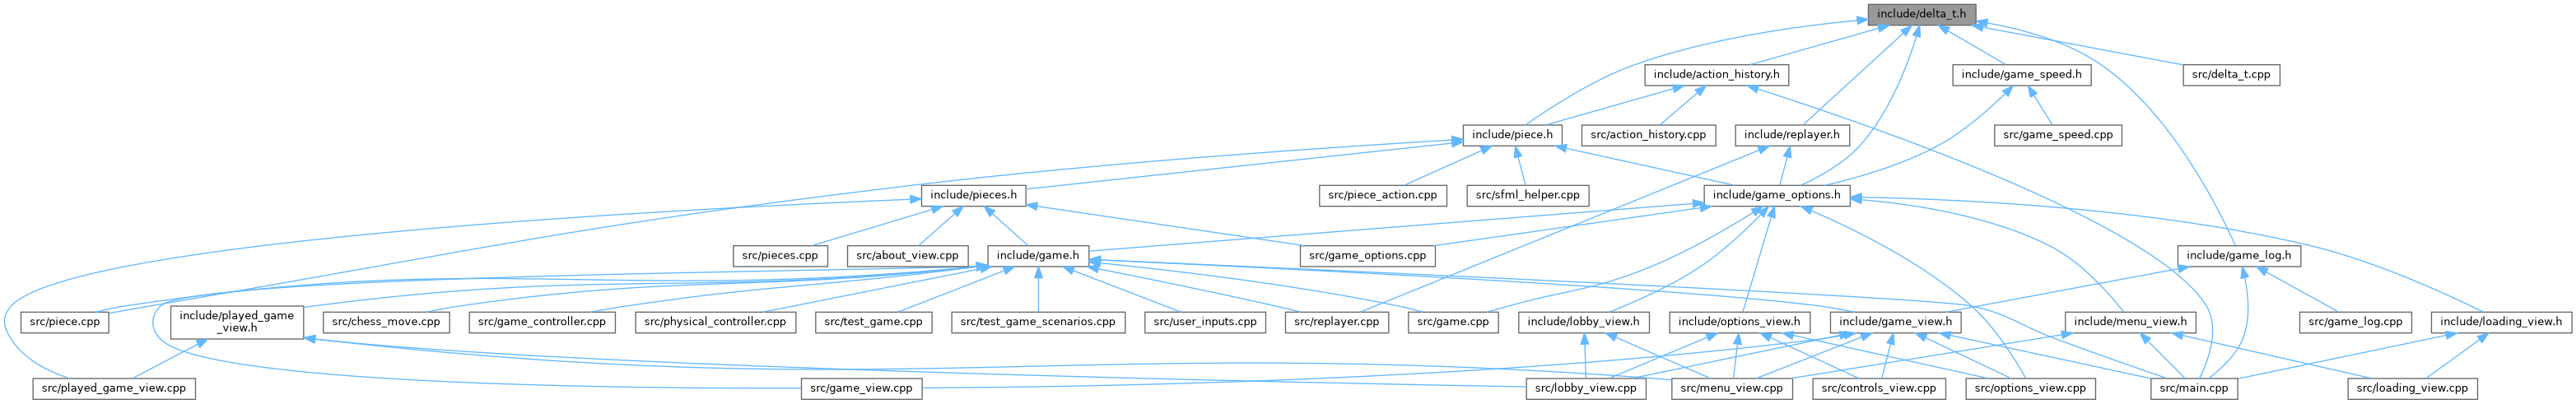 include/delta_t.h
include/action_history.h
include/game_speed.h
src/delta_t.cpp
include/piece.h
src/action_history.cpp
include/replayer.h
src/game_speed.cpp
include/pieces.h
src/piece_action.cpp
src/sfml_helper.cpp
include/game_options.h
src/pieces.cpp
src/about_view.cpp
include/game.h
src/game_options.cpp
include/game_log.h
src/piece.cpp
include/played_game
_view.h
src/chess_move.cpp
src/game_controller.cpp
src/physical_controller.cpp
src/test_game.cpp
src/test_game_scenarios.cpp
src/user_inputs.cpp
src/replayer.cpp
src/game.cpp
include/lobby_view.h
include/options_view.h
include/game_view.h
include/menu_view.h
src/game_log.cpp
include/loading_view.h
src/played_game_view.cpp
src/game_view.cpp
src/lobby_view.cpp
src/menu_view.cpp
src/controls_view.cpp
src/options_view.cpp
src/main.cpp
src/loading_view.cpp